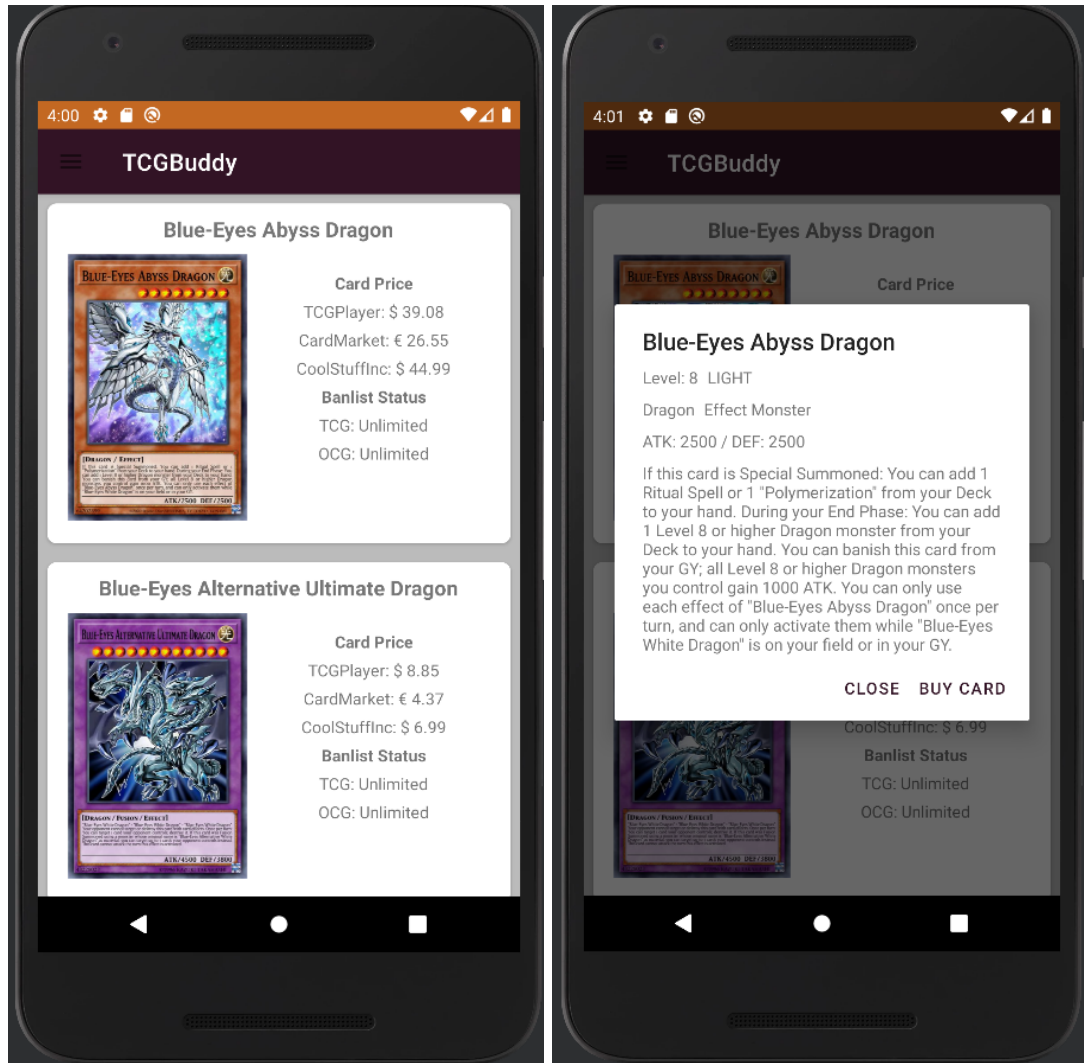 4:00
TCGBuddy
Blue-Eyes Abyss Dragon
BLUE-EYES ABYSS DRAGON
Card Price
TCGPlayer: $ 39.08
CardMarket: € 26.55
CoolStuffInc: $ 44.99
Banlist Status
TCG: Unlimited
OCG: Unlimited
[DRAGON / EFFECT]
ATK/2500 DEF/2500
Blue-Eyes Alternative Ultimate Dragon
BLUE-EYES ALTERNATIVE ULTIMATE DRAGON
Card Price
TCGPlayer: $ 8.85
CardMarket: € 4.37
CoolStuffInc: $ 6.99
Banlist Status
TCG: Unlimited
OCG: Unlimited
[DRAGON / FUSION / EFFECT]
ATK/4500 DEF/3800
4:01
TCGBuddy
Blue-Eyes Abyss Dragon
BLUE-EYES ABYSS DRAGON
Card Price
Blue-Eyes Abyss Dragon
Level: 8 LIGHT
Dragon Effect Monster
ATK: 2500 / DEF: 2500
If this card is Special Summoned: You can add 1
Ritual Spell or 1 "Polymerization" from your Deck
to your hand. During your End Phase: You can add
1 Level 8 or higher Dragon monster from your
Deck to your hand. You can banish this card from
your GY; all Level 8 or higher Dragon monsters
you control gain 1000 ATK. You can only use
each effect of "Blue-Eyes Abyss Dragon" once per
turn, and can only activate them while "Blue-Eyes
White Dragon" is on your field or in your GY.
CLOSE BUY CARD
CoolStuffInc: $ 6.99
Banlist Status
TCG: Unlimited
OCG: Unlimited
[DRAGON / FUSION / EFFECT]
ATK/4500 DEF/3800